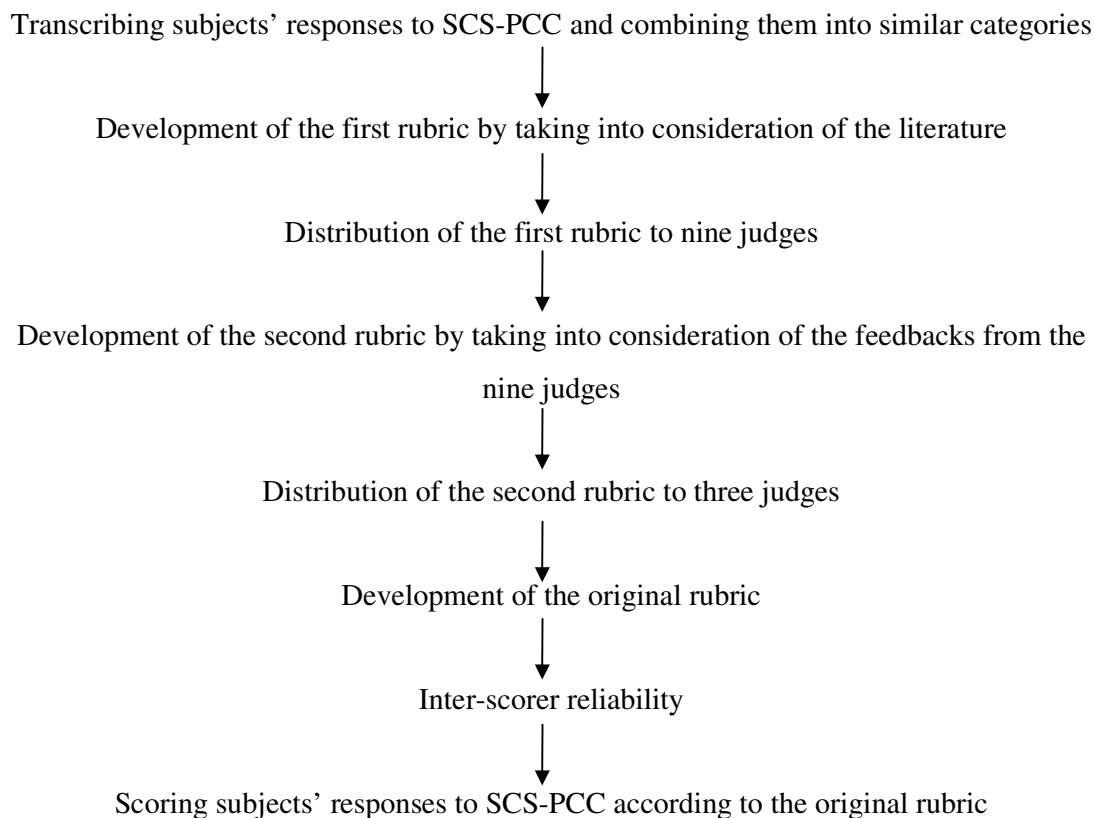 Transcribing subjects’ responses to SCS-PCC and combining them into similar categories
Development of the first rubric by taking into consideration of the literature
Distribution of the first rubric to nine judges
Development of the second rubric by taking into consideration of the feedbacks from the
nine judges
Distribution of the second rubric to three judges
Development of the original rubric
Inter-scorer reliability
Scoring subjects’ responses to SCS-PCC according to the original rubric